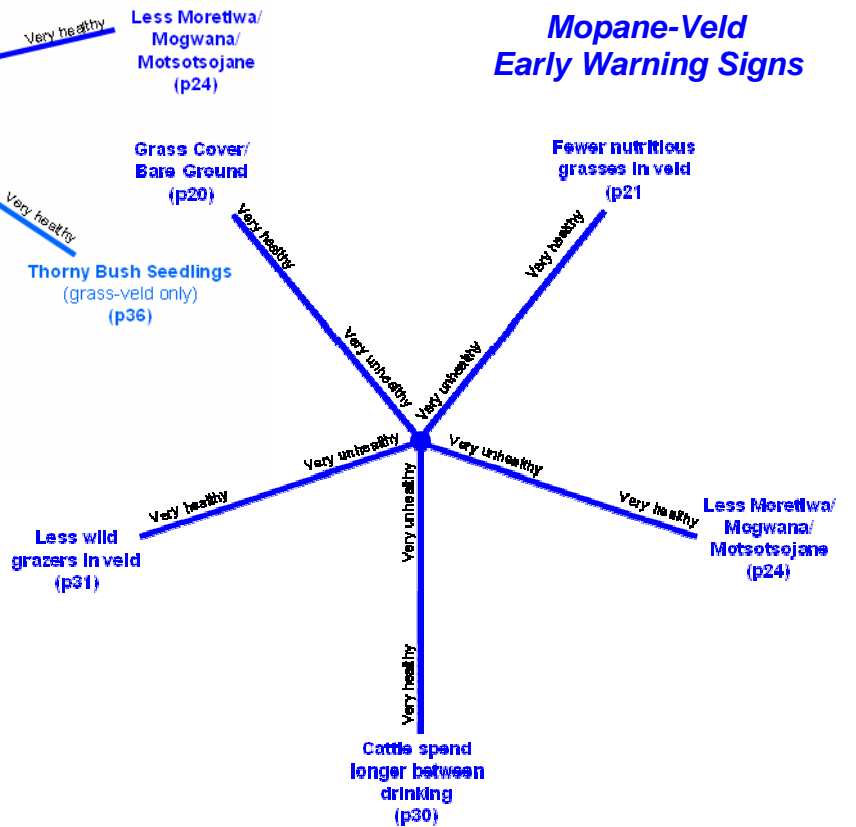 Very healthy
Less Moretlwa/
Mogwana/
Motsotsojane
(p24)
Mopane-Veld
Early Warning Signs
Very healthy
Thorny Bush Seedlings
(grass-veld only)
(p36)
Grass Cover/
Bare Ground
(p20)
Very healthy
Very unhealthy
Fewer nutritious
grasses in veld
(p21
Very healthy
Very unhealthy
Very unhealthy
Very healthy
Less wild
grazers in veld
(p31)
Very unhealthy
Very healthy
Less Moretlwa/
Mogwana/
Motsotsojane
(p24)
Very unhealthy
Very healthy
Cattle spend
longer between
drinking
(p30)